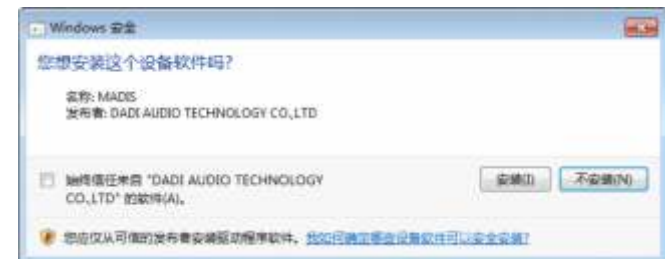 Windows 安全
您想安装这个设备软件吗?
名称: MADIS
发布者: DADI AUDIO TECHNOLOGY CO.,LTD
始终信任来自 "DADI AUDIO TECHNOLOGY
CO.,LTD" 的软件(A)。
安装(I)
不安装(N)
您应仅从可信的发布者安装驱动程序软件。我如何确定哪些设备软件可以安全安装?